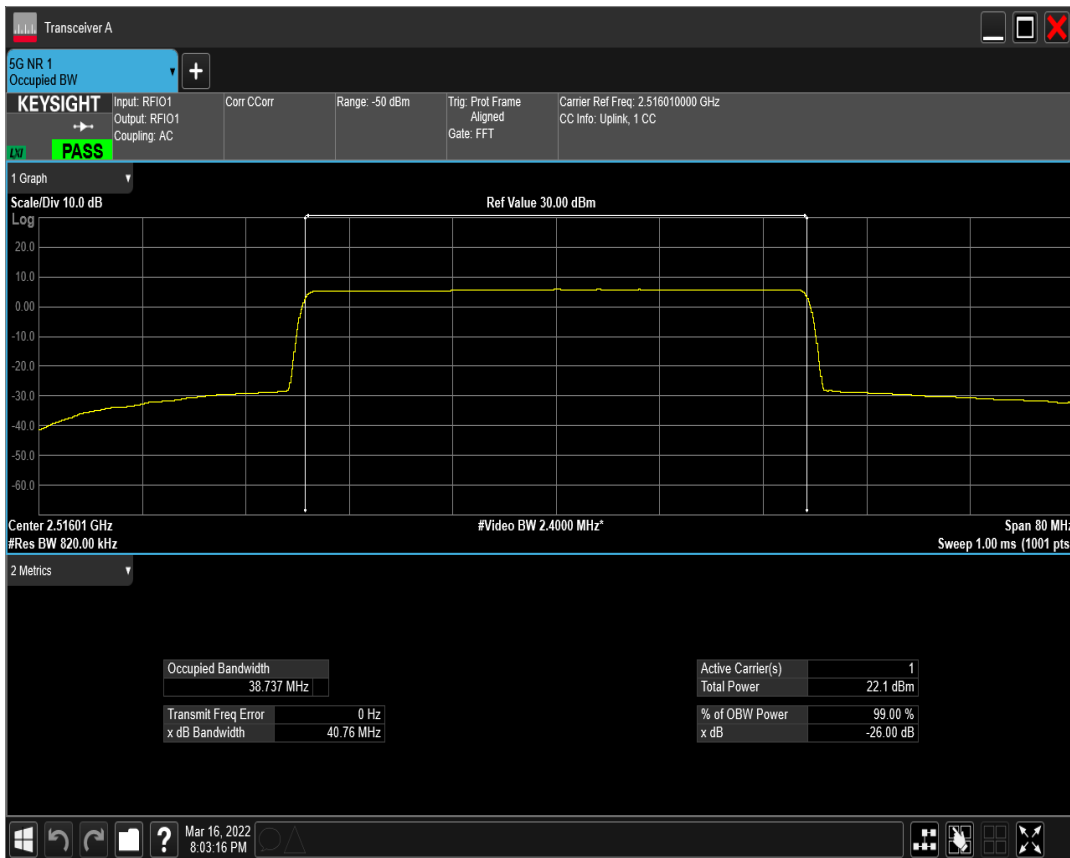 Transceiver A
5G NR 1
Occupied BW
KEYSIGHT
LXI
PASS
Input: RFIO1
Output: RFIO1
Coupling: AC
Corr CCorr
Range: -50 dBm
Trig: Prot Frame
Aligned
Gate: FFT
Carrier Ref Freq: 2.516010000 GHz
CC Info: Uplink, 1 CC
1 Graph
Scale/Div 10.0 dB
Ref Value 30.00 dBm
Log
20.0
10.0
0.00
-10.0
-20.0
-30.0
-40.0
-50.0
-60.0
Center 2.51601 GHz
#Video BW 2.4000 MHz*
Span 80 MHz
#Res BW 820.00 kHz
Sweep 1.00 ms (1001 pts
2 Metrics
Occupied Bandwidth
38.737 MHz
Transmit Freq Error 0 Hz
x dB Bandwidth 40.76 MHz
Active Carrier(s) 1
Total Power 22.1 dBm
% of OBW Power 99.00 %
x dB -26.00 dB
?
Mar 16, 2022
8:03:16 PM